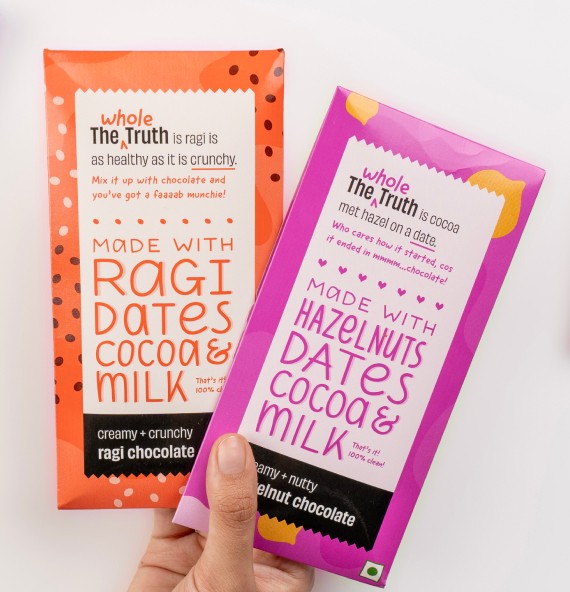 whole
The Truth is ragi is
as healthy as it is crunchy.
Mix it up with chocolate and
you've got a faaaab munchie!
MADE WITH
RAGI
DATES
COCOA &
MILK
That's it!
100% clean!
creamy + crunchy
ragi chocolate
whole
The Truth is cocoa
met hazel on a date.
Who cares how it started, cos
it ended in mmmm...chocolate!
MADE WITH
HAZELNUTS
DATES
COCOA &
MILK
That's it!
100% clean!
eamy + nutty
elnut chocolate